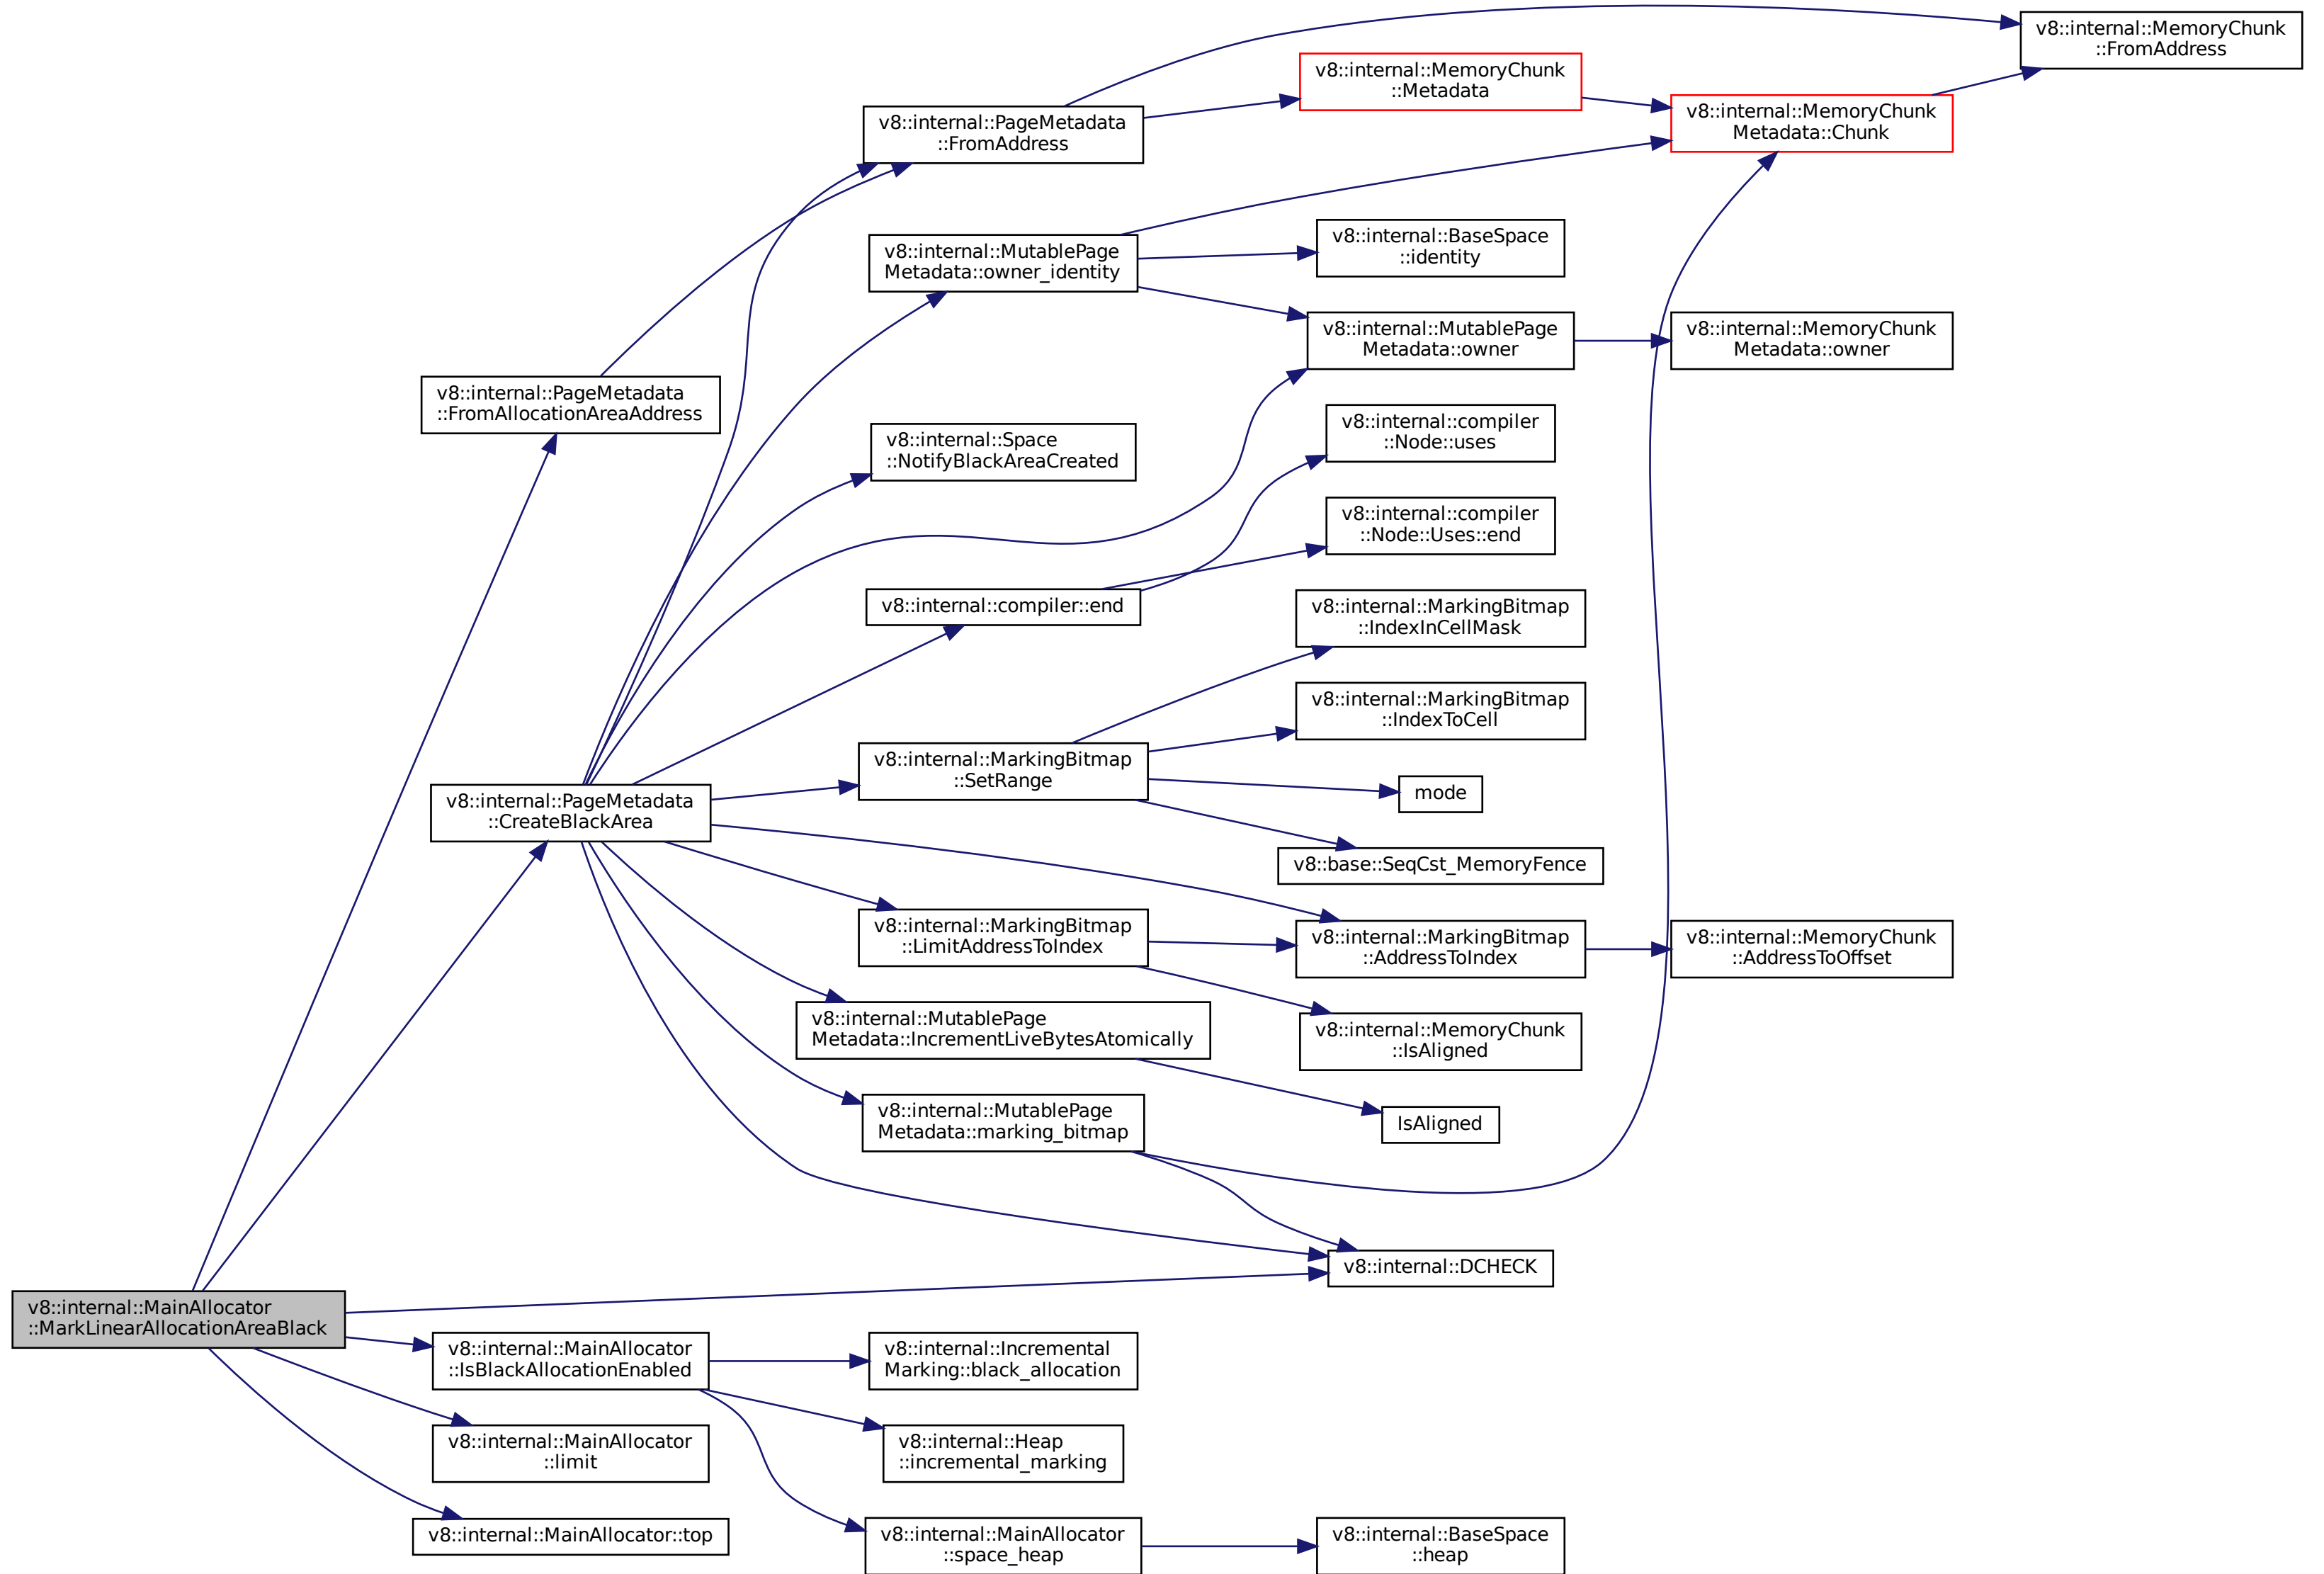 v8::internal::MemoryChunk
::FromAddress
v8::internal::MemoryChunk
::Metadata
v8::internal::MemoryChunk
Metadata::Chunk
v8::internal::PageMetadata
::FromAddress
v8::internal::MutablePage
Metadata::owner_identity
v8::internal::BaseSpace
::identity
v8::internal::MutablePage
Metadata::owner
v8::internal::MemoryChunk
Metadata::owner
v8::internal::PageMetadata
::FromAllocationAreaAddress
v8::internal::Space
::NotifyBlackAreaCreated
v8::internal::compiler
::Node::uses
v8::internal::compiler
::Node::Uses::end
v8::internal::compiler::end
v8::internal::MarkingBitmap
::IndexInCellMask
v8::internal::MarkingBitmap
::IndexToCell
v8::internal::MarkingBitmap
::SetRange
mode
v8::internal::PageMetadata
::CreateBlackArea
v8::base::SeqCst_MemoryFence
v8::internal::MarkingBitmap
::LimitAddressToIndex
v8::internal::MarkingBitmap
::AddressToIndex
v8::internal::MemoryChunk
::AddressToOffset
v8::internal::MutablePage
Metadata::IncrementLiveBytesAtomically
v8::internal::MemoryChunk
::IsAligned
v8::internal::MutablePage
Metadata::marking_bitmap
IsAligned
v8::internal::DCHECK
v8::internal::MainAllocator
::MarkLinearAllocationAreaBlack
v8::internal::MainAllocator
::IsBlackAllocationEnabled
v8::internal::Incremental
Marking::black_allocation
v8::internal::MainAllocator
::limit
v8::internal::Heap
::incremental_marking
v8::internal::MainAllocator::top
v8::internal::MainAllocator
::space_heap
v8::internal::BaseSpace
::heap